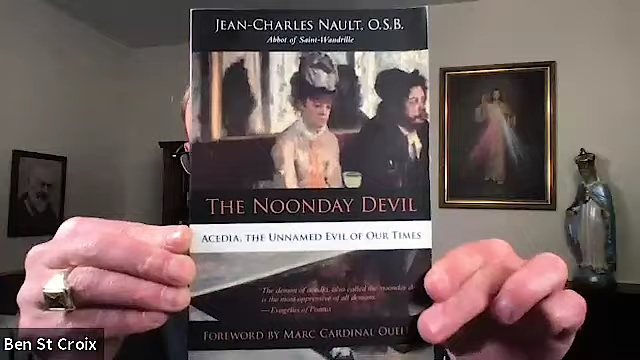 JEAN-CHARLES NAULT, O.S.B.
Abbot of Saint-Wandrille
THE NOONDAY DEVIL
ACEDIA, THE UNNAMED EVIL OF OUR TIMES
"The demon of acedia, also called the noonday d
is the most oppressive of all demons.
— Evagrius of Pontus
FOREWORD BY MARC CARDINAL OUEL
Ben St Croix